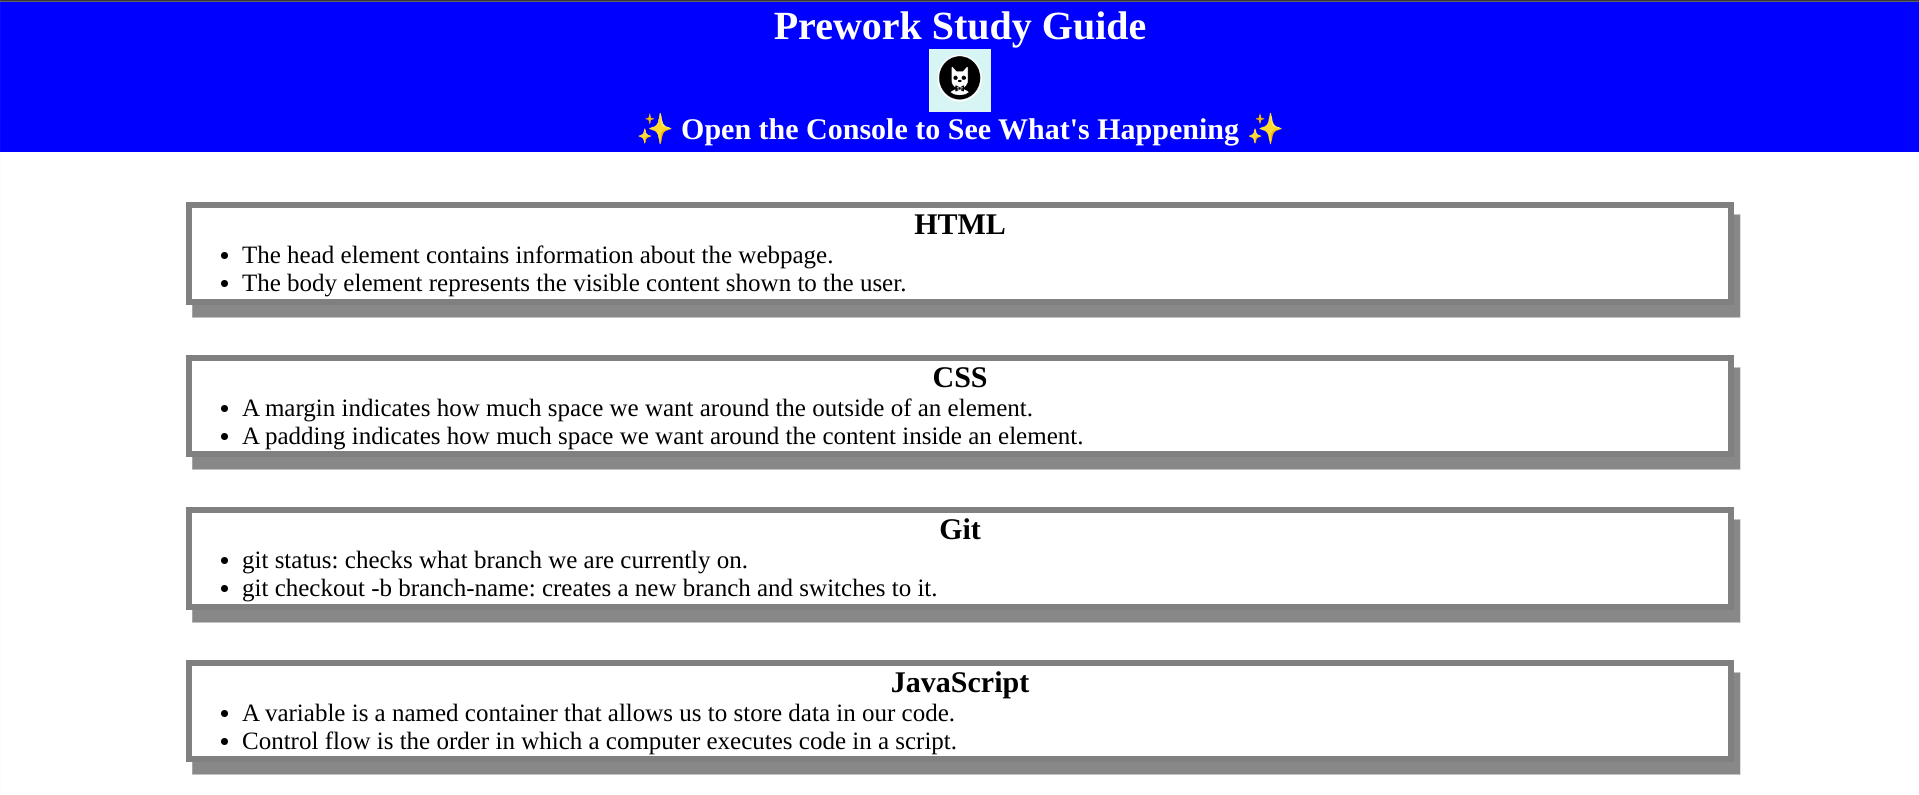 Prework Study Guide
✨ Open the Console to See What's Happening ✨
HTML
• The head element contains information about the webpage.
• The body element represents the visible content shown to the user.
CSS
• A margin indicates how much space we want around the outside of an element.
• A padding indicates how much space we want around the content inside an element.
Git
• git status: checks what branch we are currently on.
• git checkout -b branch-name: creates a new branch and switches to it.
JavaScript
• A variable is a named container that allows us to store data in our code.
• Control flow is the order in which a computer executes code in a script.